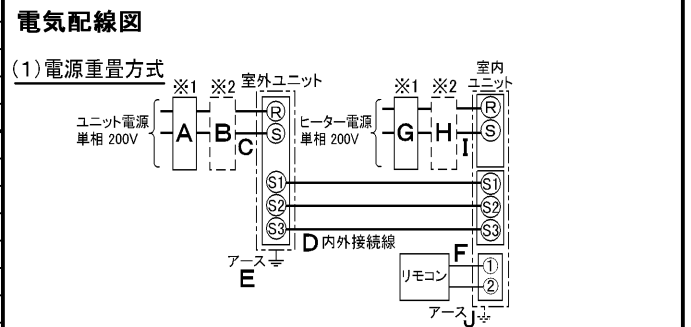 電気配線図
(1)電源重畳方式
※1 ※2 室外ユニット
ユニット電源
単相 200V
A B C
R
S
S1
S2
S3
D 内外接続線
アース
E
※1 ※2 室内
ユニット
ヒーター電源
単相 200V
G H I
R
S
S1
S2
S3
F
リモコン
①
②
アース J